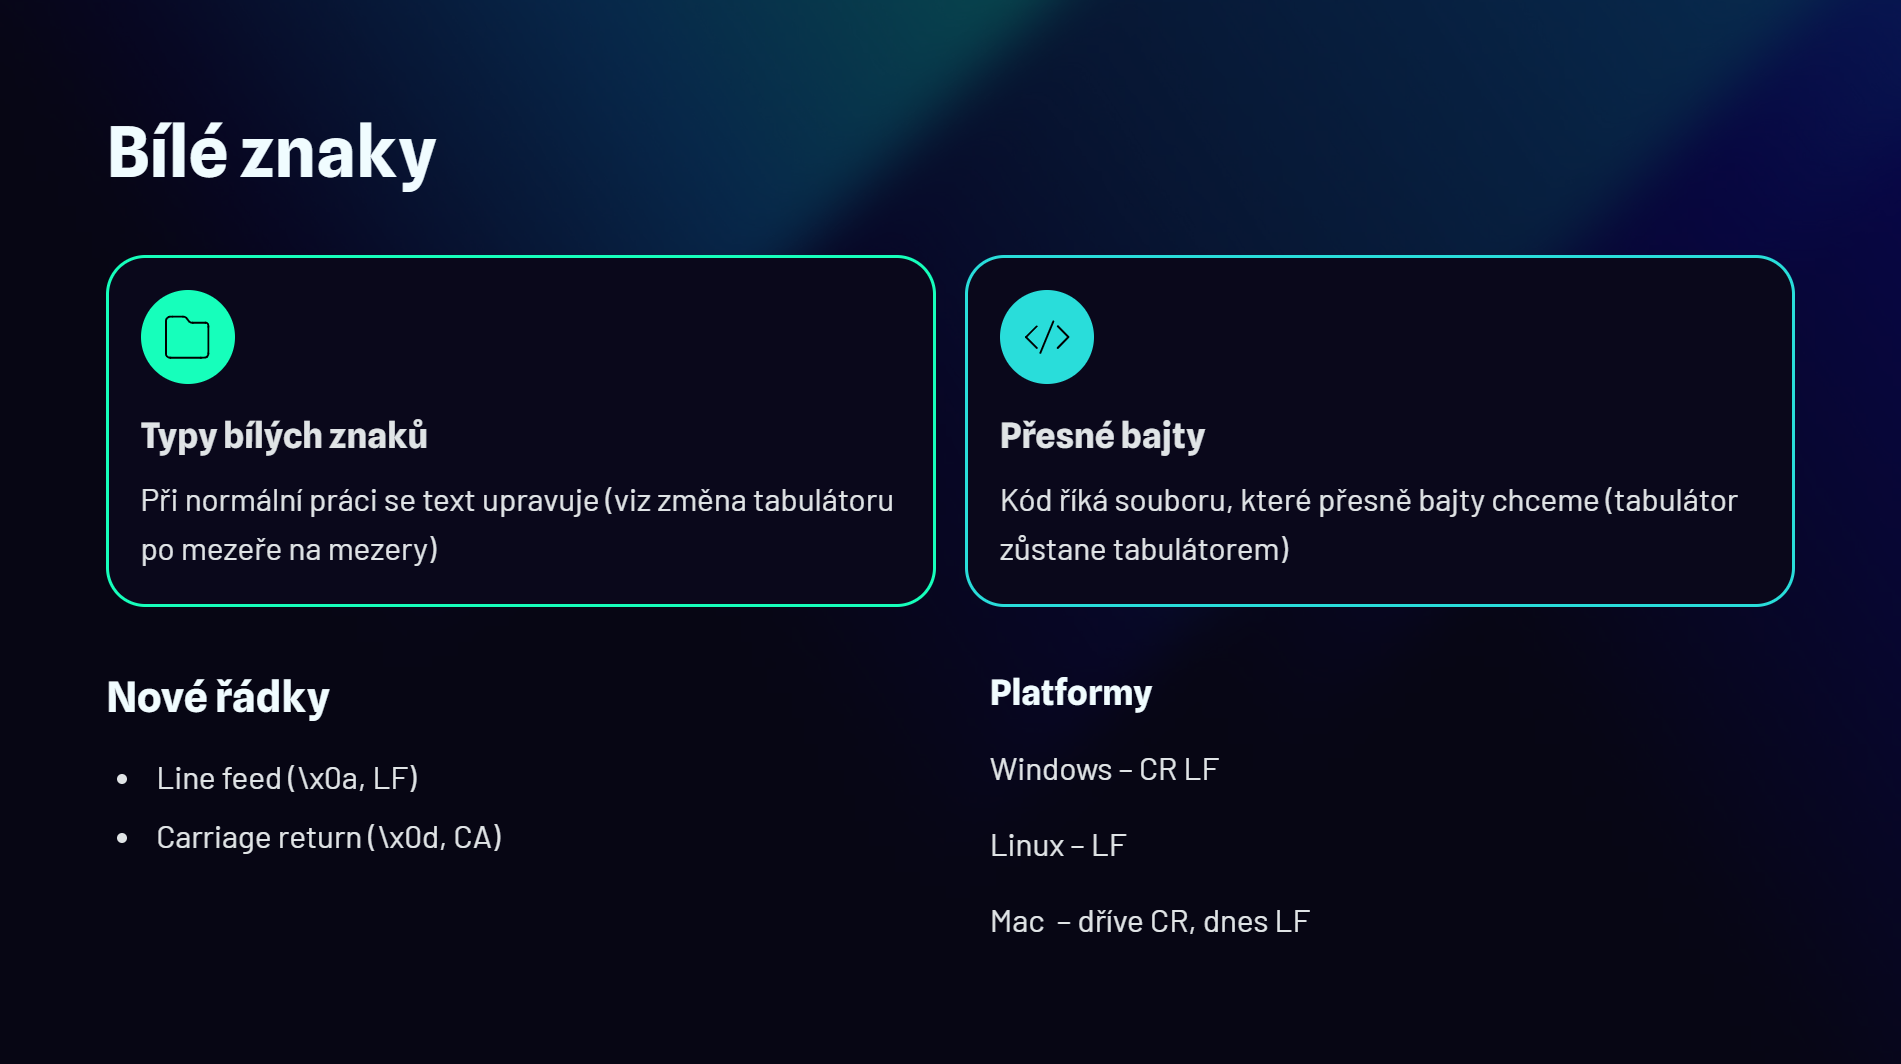 Bílé znaky
Typy bílých znaků
Při normální práci se text upravuje (viz změna tabulátoru
po mezeře na mezery)
Přesné bajty
Kód říká souboru, které přesně bajty chceme (tabulátor
zůstane tabulátorem)
Nové řádky
• Line feed (\x0a, LF)
• Carriage return (\x0d, CA)
Platformy
Windows – CR LF
Linux – LF
Mac  – dříve CR, dnes LF